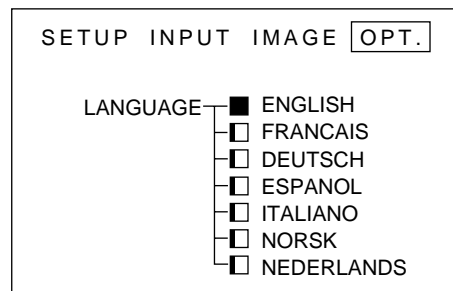 SETUP INPUT IMAGE OPT.
LANGUAGE ENGLISH
FRANCAIS
DEUTSCH
ESPANOL
ITALIANO
NORSK
NEDERLANDS